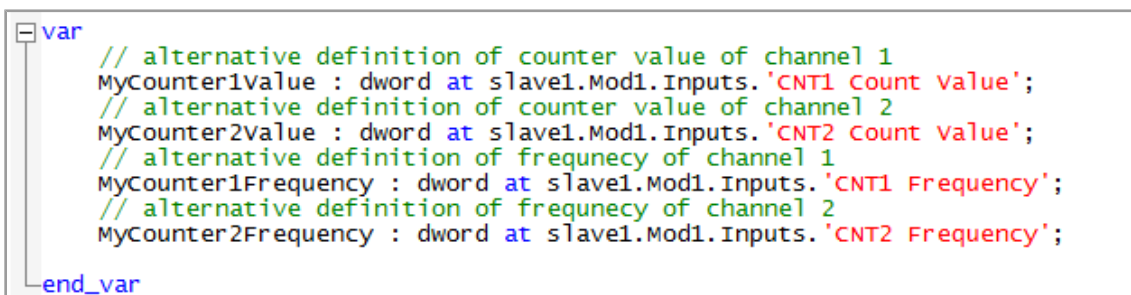 var
// alternative definition of counter value of channel 1
MyCounter1Value : dword at slave1.Mod1.Inputs.'CNT1 Count Value';
// alternative definition of counter value of channel 2
MyCounter2Value : dword at slave1.Mod1.Inputs.'CNT2 Count Value';
// alternative definition of frequnecy of channel 1
MyCounter1Frequency : dword at slave1.Mod1.Inputs.'CNT1 Frequency';
// alternative definition of frequnecy of channel 2
MyCounter2Frequency : dword at slave1.Mod1.Inputs.'CNT2 Frequency';
end_var